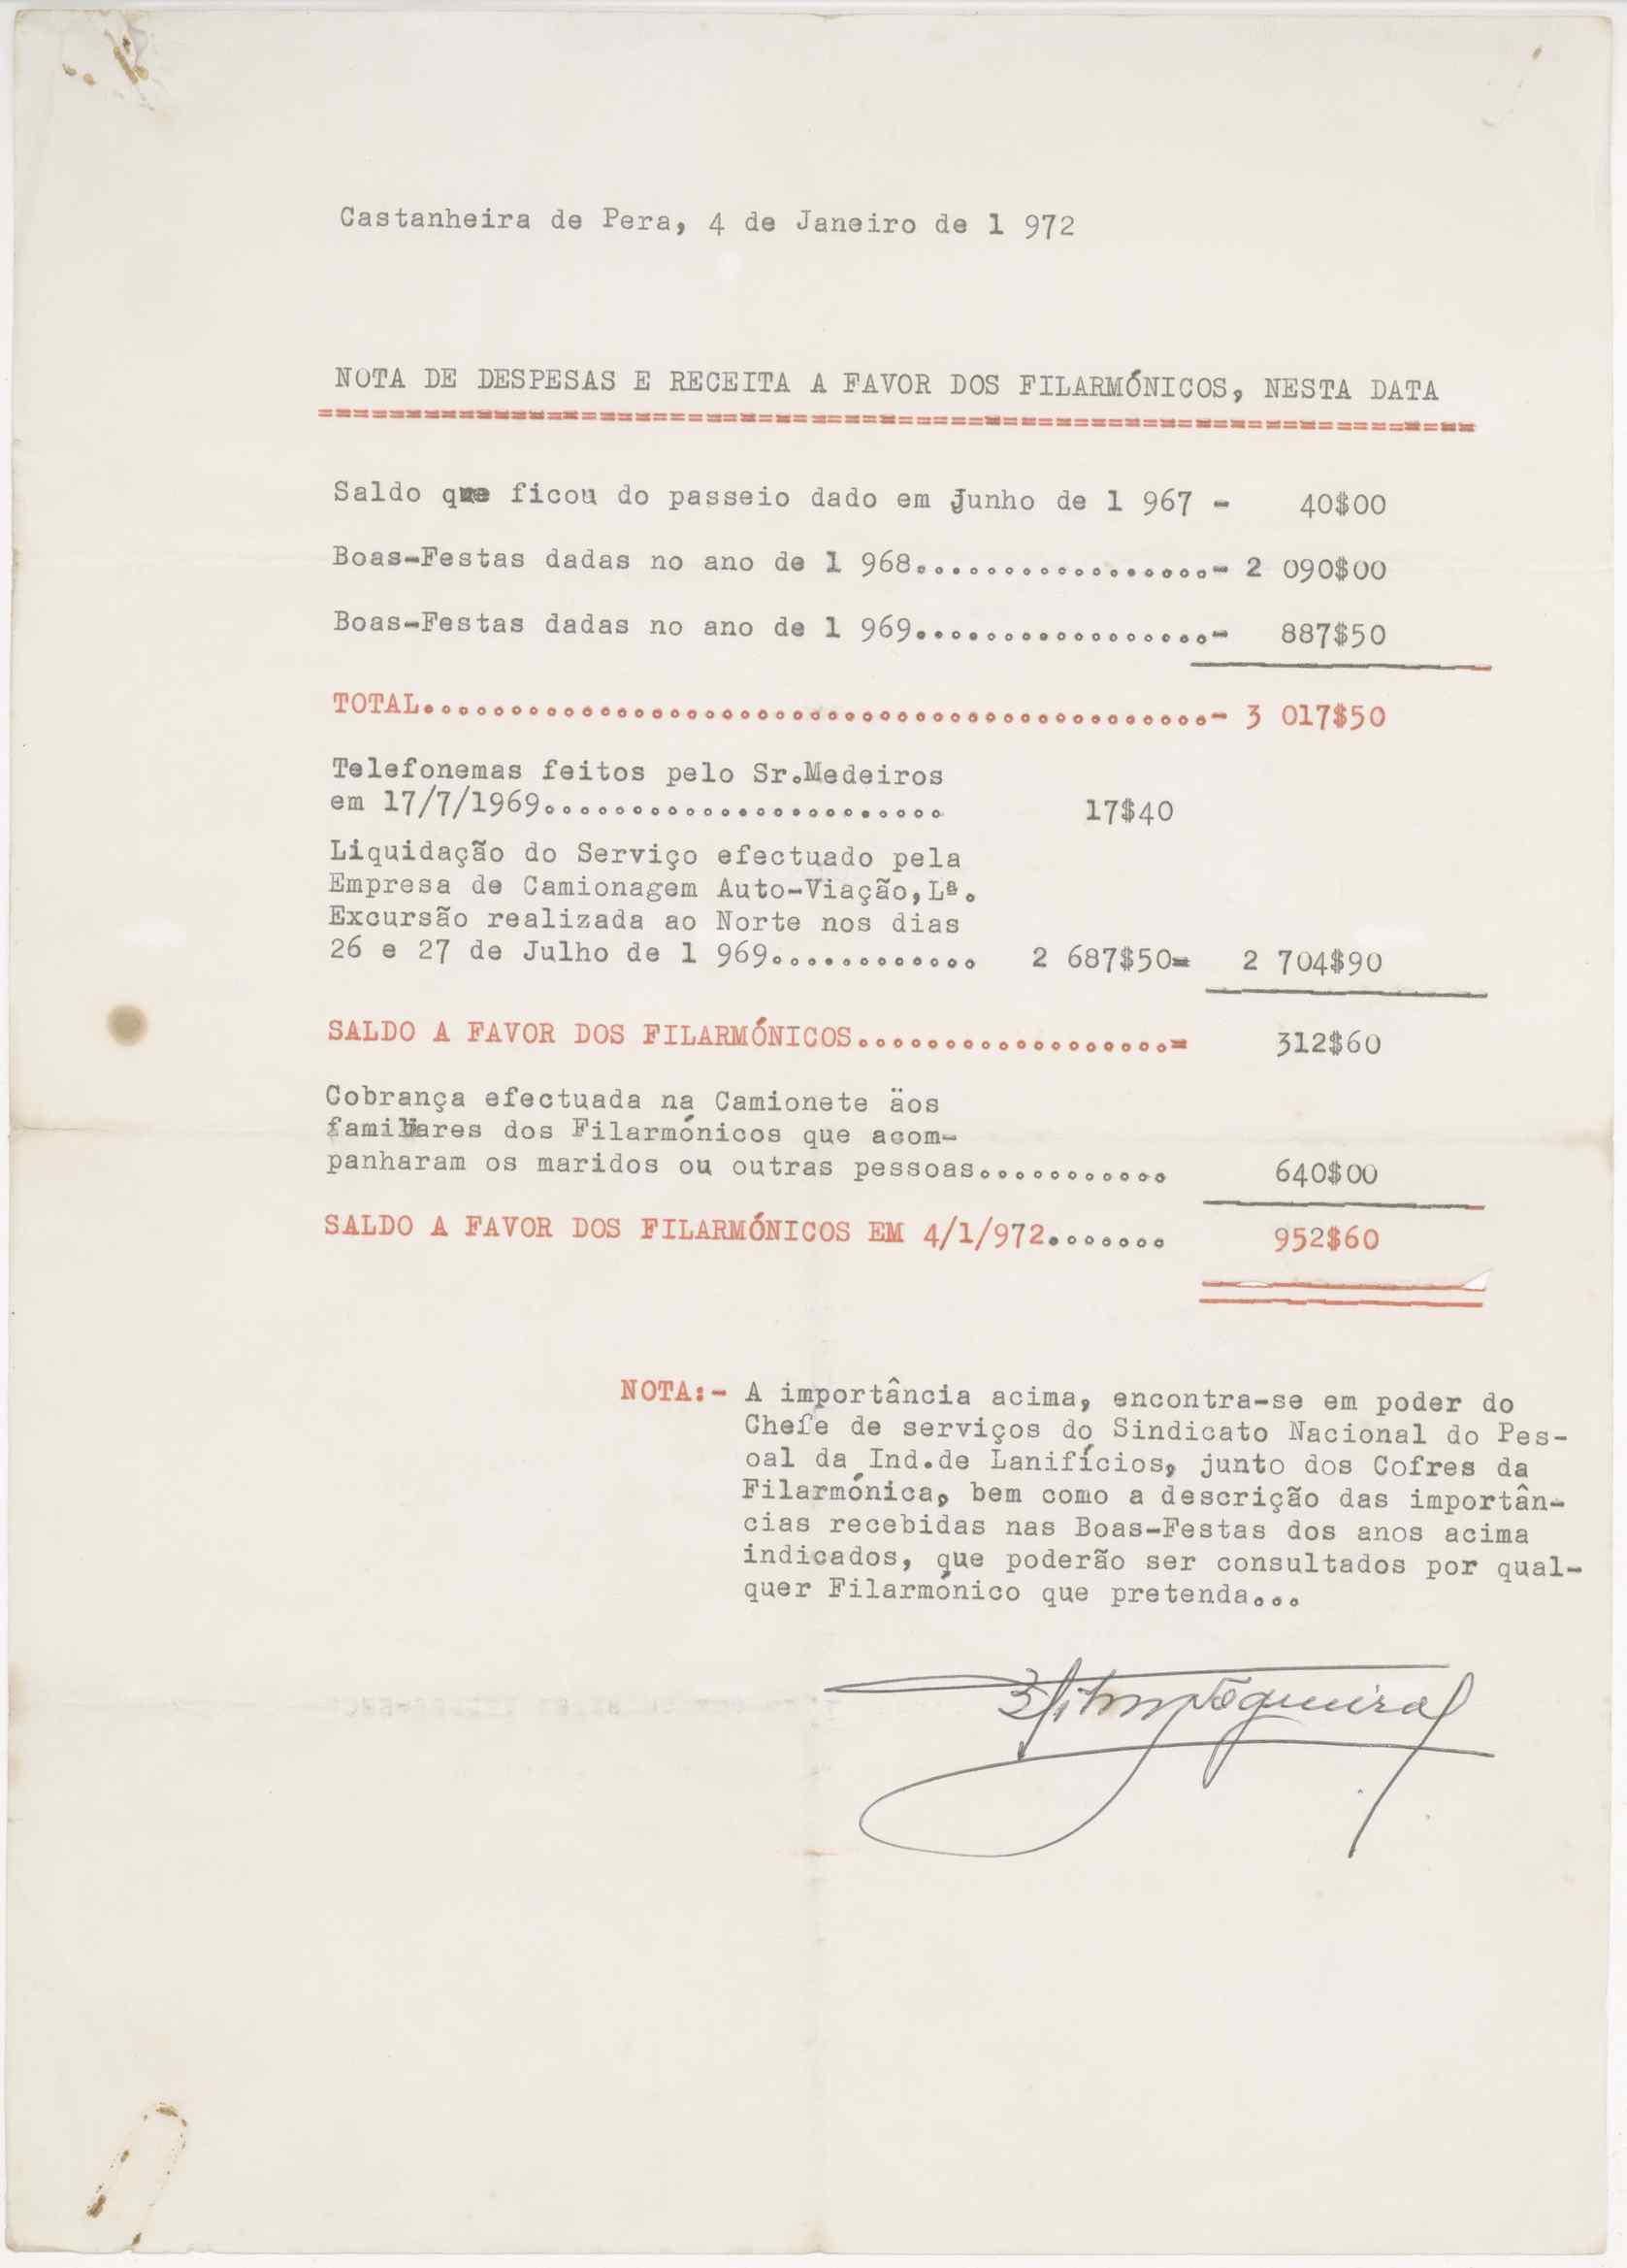 Castanheira de Pera, 4 de Janeiro de 1 972
NOTA DE DESPESAS E RECEITA A FAVOR DOS FILARMÓNICOS, NESTA DATA
==================================================================
Saldo que ficou do passeio dado em Junho de 1 967 - 40$00
Boas-Festas dadas no ano de 1 968.................- 2 090$00
Boas-Festas dadas no ano de 1 969.................- 887$50
TOTAL.............................................- 3 017$50
Telefonemas feitos pelo Sr.Medeiros
em 17/7/1969....................... 17$40
Liquidação do Serviço efectuado pela
Empresa de Camionagem Auto-Viação,Lª.
Excursão realizada ao Norte nos dias
26 e 27 de Julho de 1 969............ 2 687$50= 2 704$90
SALDO A FAVOR DOS FILARMÓNICOS..................= 312$60
Cobrança efectuada na Camionete äos
familiares dos Filarmónicos que acom-
panharam os maridos ou outras pessoas........... 640$00
SALDO A FAVOR DOS FILARMÓNICOS EM 4/1/972....... 952$60
NOTA:- A importância acima, encontra-se em poder do
Chefe de serviços do Sindicato Nacional do Pes-
oal da Ind.de Lanifícios, junto dos Cofres da
Filarmónica, bem como a descrição das importân-
cias recebidas nas Boas-Festas dos anos acima
indicados, que poderão ser consultados por qual-
quer Filarmónico que pretenda...